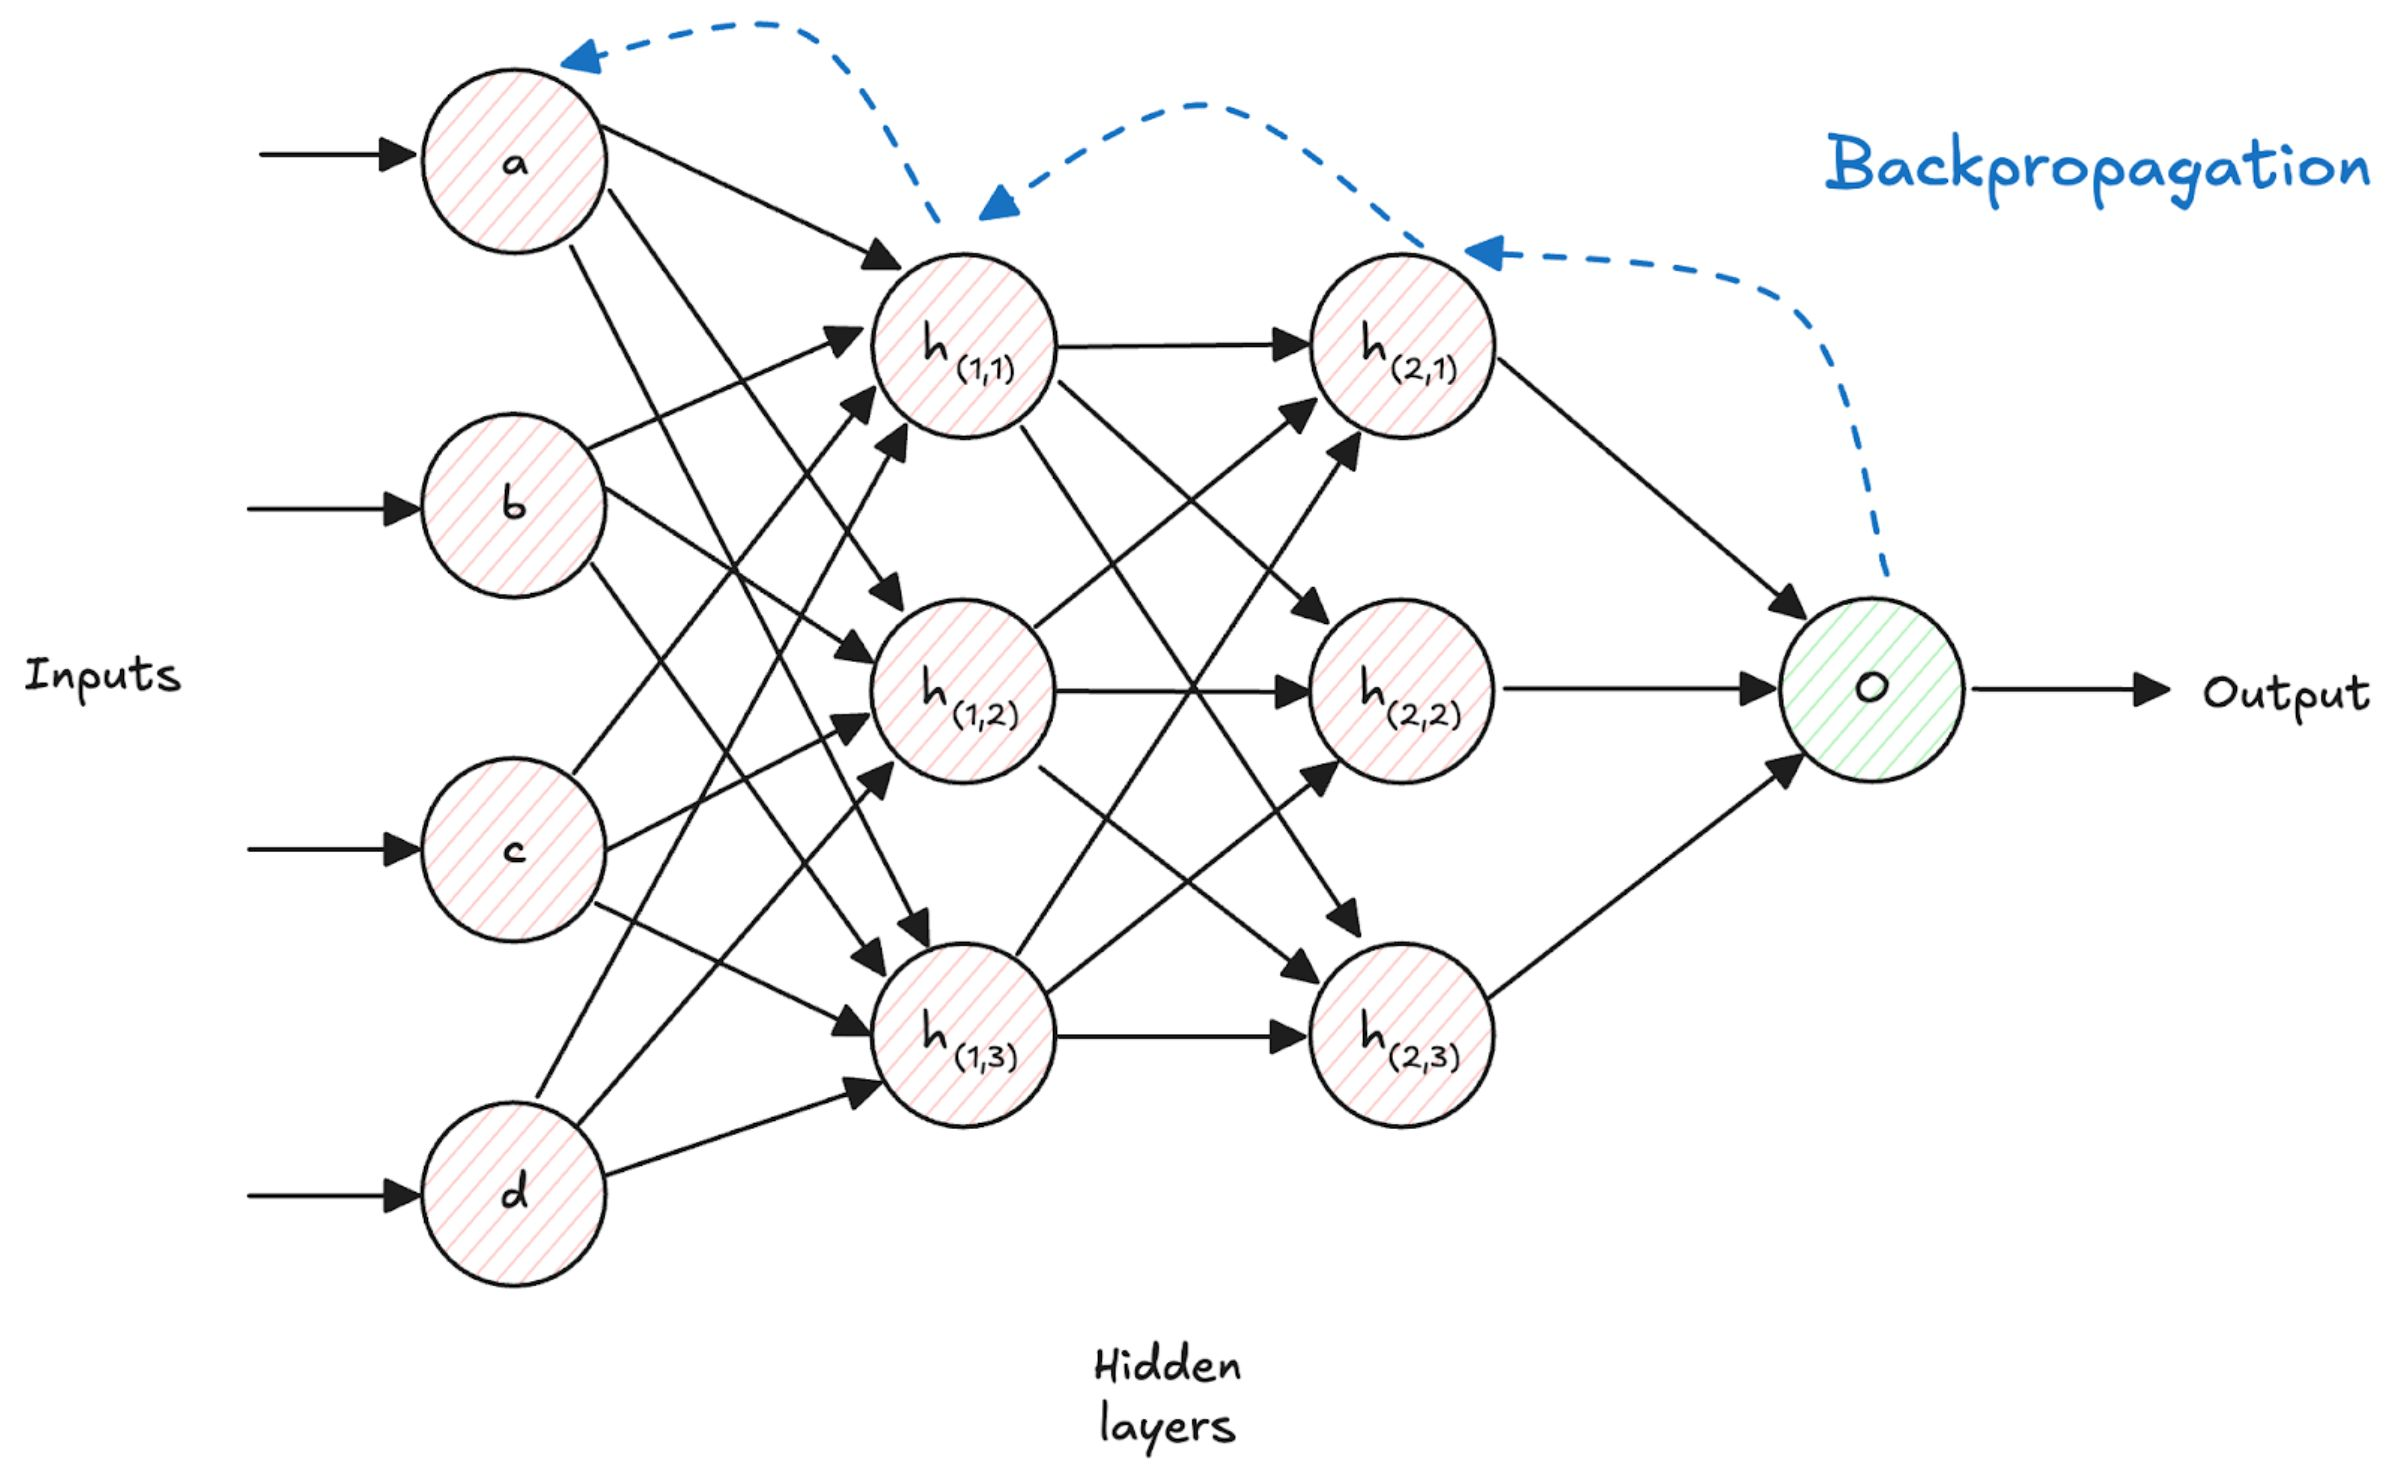 Backpropagation
a
b
c
d
Inputs
h(1,1)
h(1,2)
h(1,3)
h(2,1)
h(2,2)
h(2,3)
O
Output
Hidden
layers